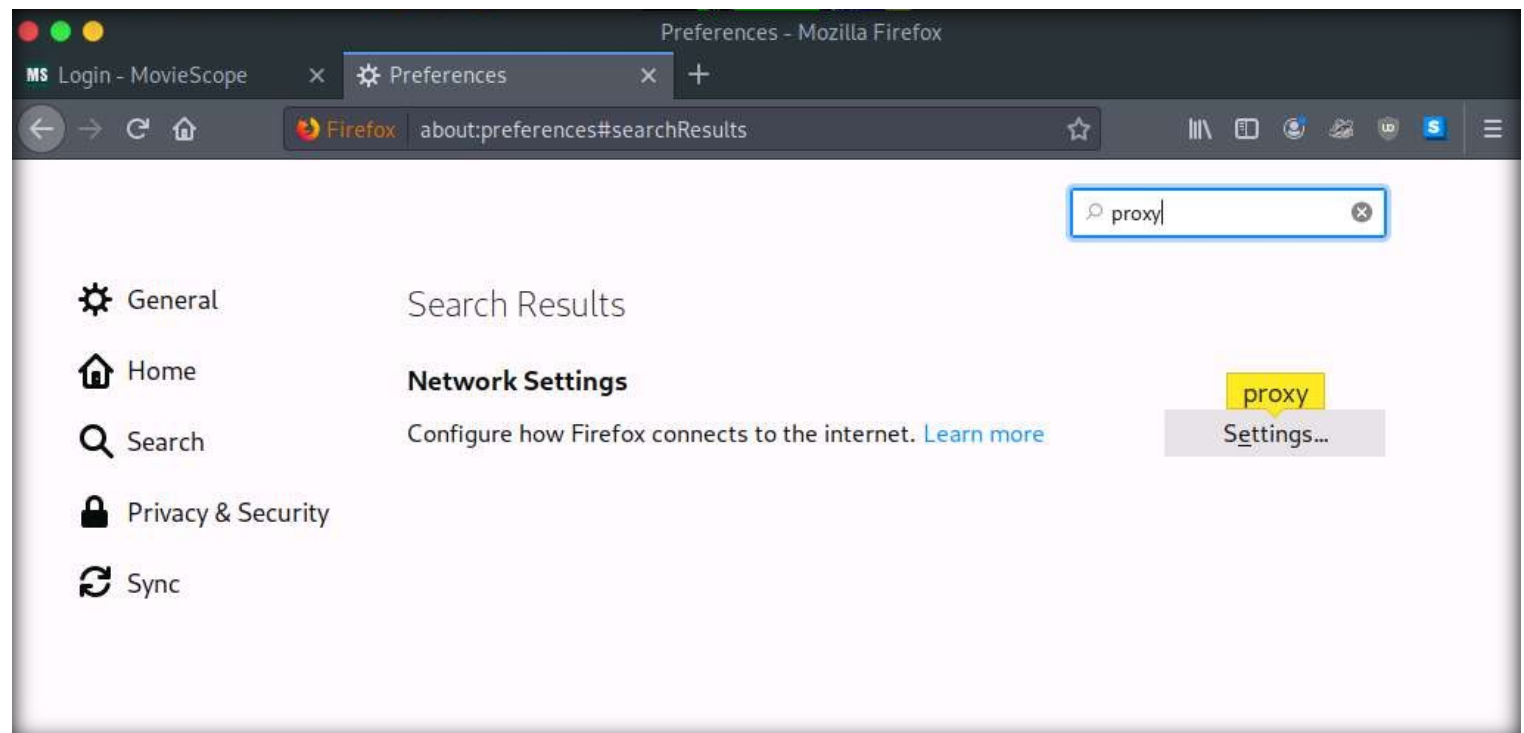 Preferences - Mozilla Firefox
MS Login - MovieScope
Preferences
Firefox about:preferences#searchResults
proxy
General
Search Results
Home
Network Settings
proxy
Search
Configure how Firefox connects to the internet. Learn more
Settings...
Privacy & Security
Sync